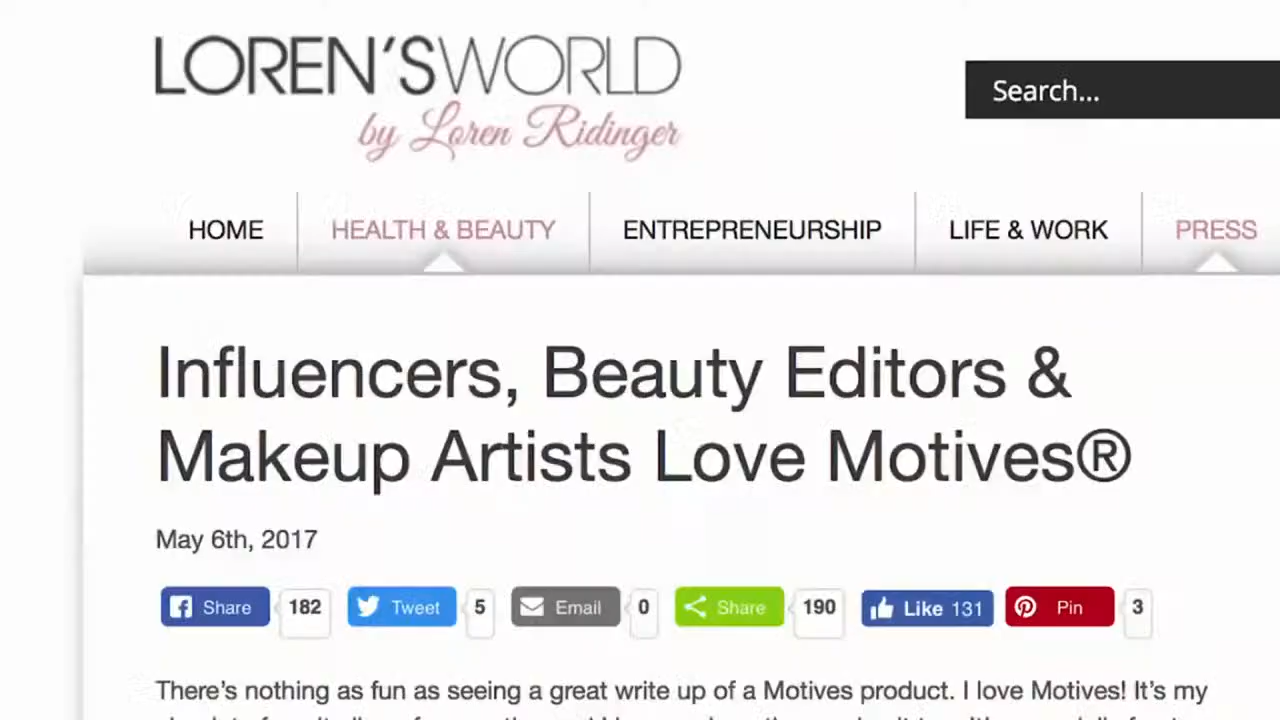 LOREN'SWORLD
by Loren Ridinger
Search...
HOME HEALTH & BEAUTY ENTREPRENEURSHIP LIFE & WORK PRESS
Influencers, Beauty Editors &
Makeup Artists Love Motives®
May 6th, 2017
Share 182 Tweet 5 Email 0 Share 190 Like 131 Pin 3
There's nothing as fun as seeing a great write up of a Motives product. I love Motives! It's my